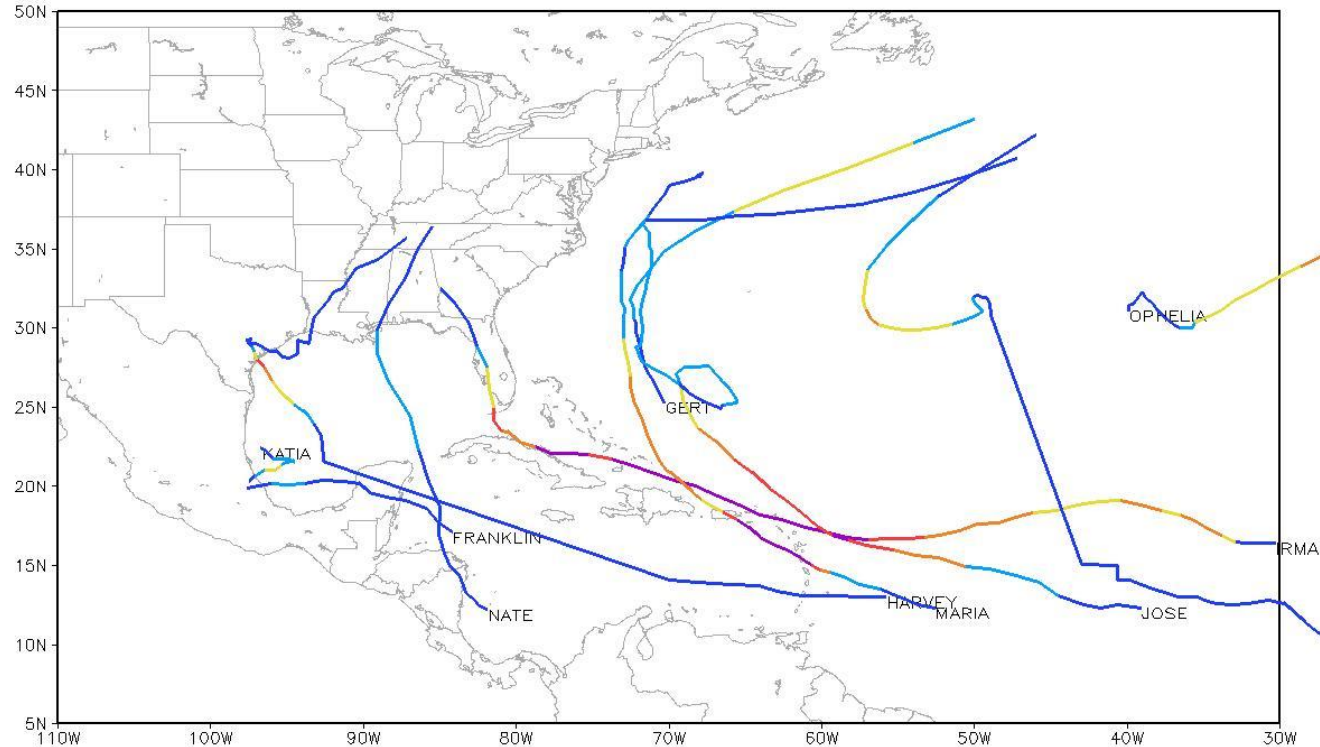 50N
45N
40N
35N
30N
OPHELIA
25N
GERT
KATIA
20N
FRANKLIN
IRMA
15N
HARVEY
NATE
MARIA
JOSE
10N
5N
110W 100W 90W 80W 70W 60W 50W 40W 30W